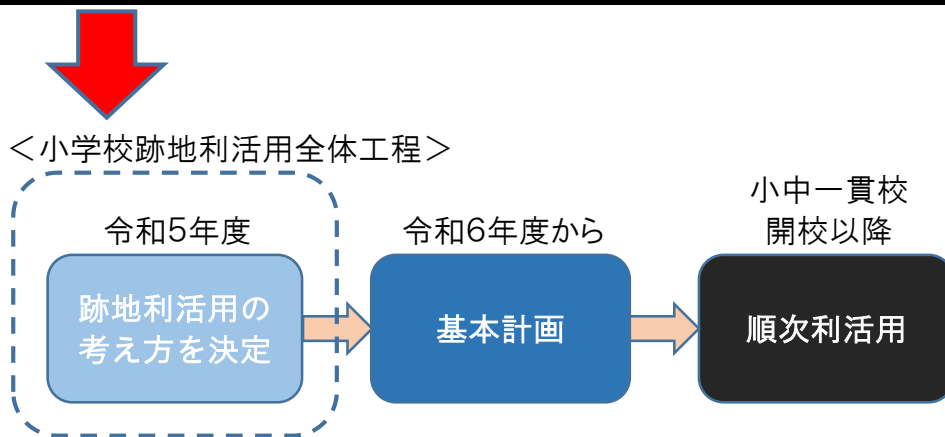 ＜小学校跡地利活用全体工程＞
令和5年度
跡地利活用の
考え方を決定
令和6年度から
基本計画
小中一貫校
開校以降
順次利活用